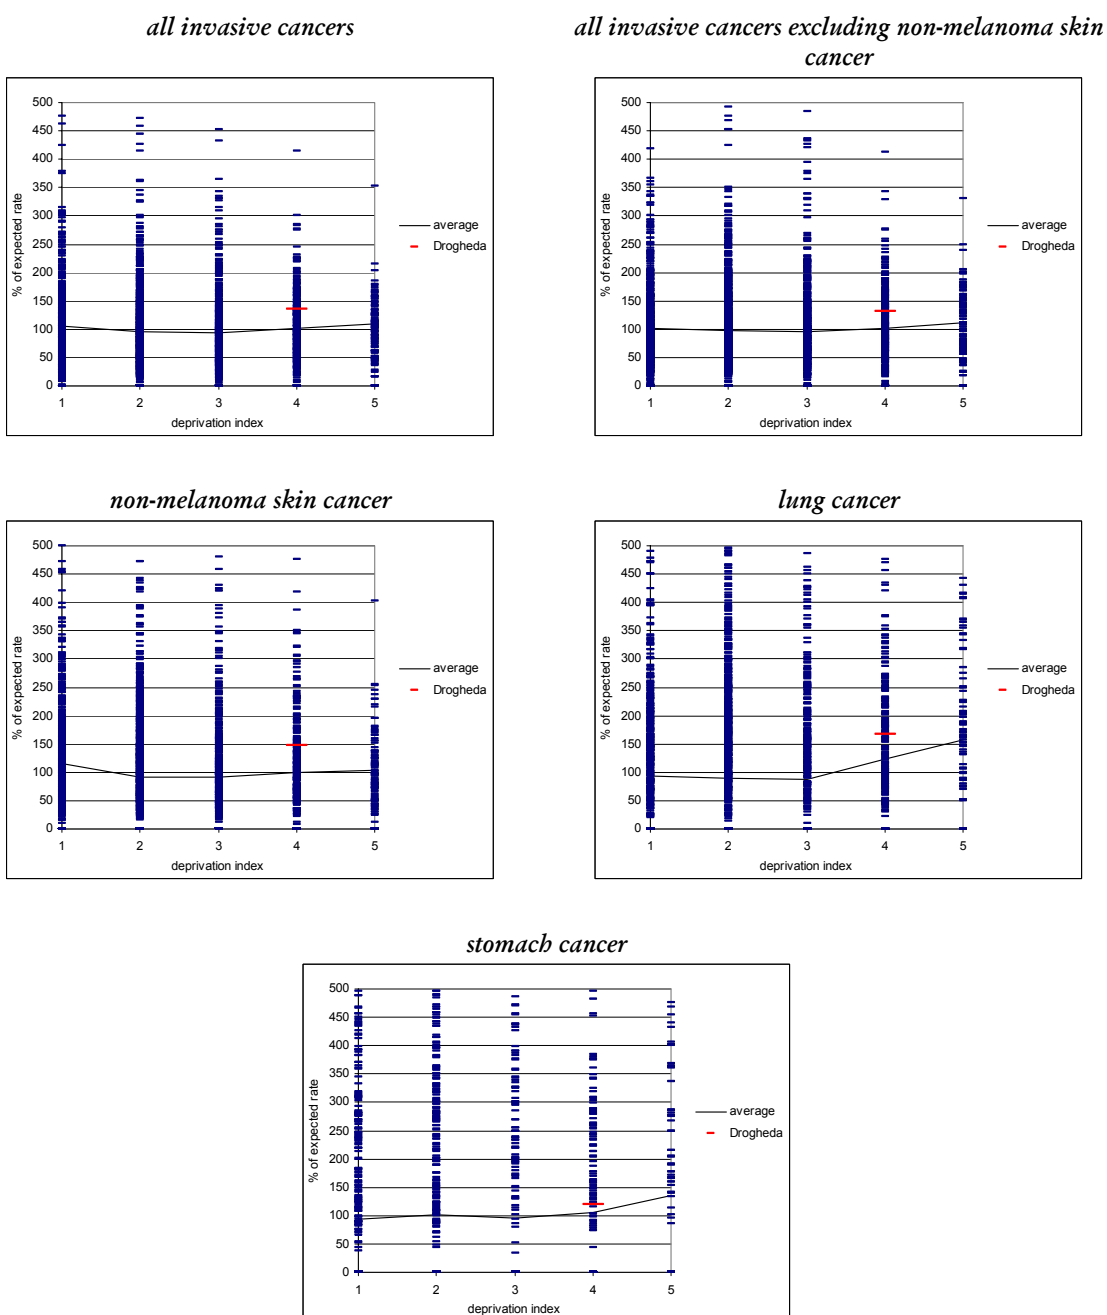 all invasive cancers
all invasive cancers excluding non-melanoma skin
cancer
500
450
400
350
300
250
200
150
100
50
0
% of expected rate
1 2 3 4 5
deprivation index
average
Drogheda
500
450
400
350
300
250
200
150
100
50
0
% of expected rate
1 2 3 4 5
deprivation index
average
Drogheda
non-melanoma skin cancer
lung cancer
500
450
400
350
300
250
200
150
100
50
0
% of expected rate
1 2 3 4 5
deprivation index
average
Drogheda
500
450
400
350
300
250
200
150
100
50
0
% of expected rate
1 2 3 4 5
deprivation index
average
Drogheda
stomach cancer
500
450
400
350
300
250
200
150
100
50
0
% of expected rate
1 2 3 4 5
deprivation index
average
Drogheda